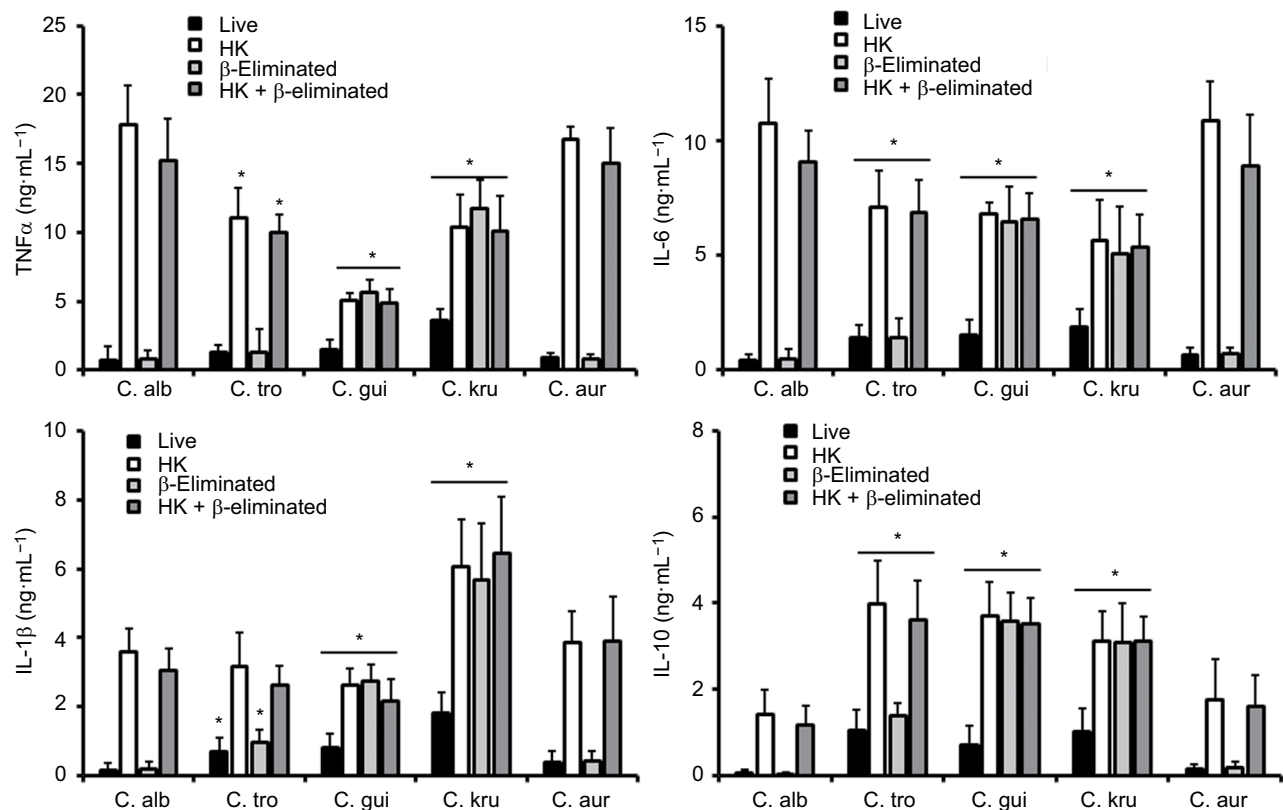 25
20
15
10
5
0
TNFα (ng·mL⁻¹)
Live
HK
β-Eliminated
HK + β-eliminated
* * * *
C. alb C. tro C. gui C. kru C. aur
15
10
5
0
IL-6 (ng·mL⁻¹)
Live
HK
β-Eliminated
HK + β-eliminated
* * *
C. alb C. tro C. gui C. kru C. aur
10
8
6
4
2
0
IL-1β (ng·mL⁻¹)
Live
HK
β-Eliminated
HK + β-eliminated
* * * *
C. alb C. tro C. gui C. kru C. aur
8
6
4
2
0
IL-10 (ng·mL⁻¹)
Live
HK
β-Eliminated
HK + β-eliminated
* * *
C. alb C. tro C. gui C. kru C. aur